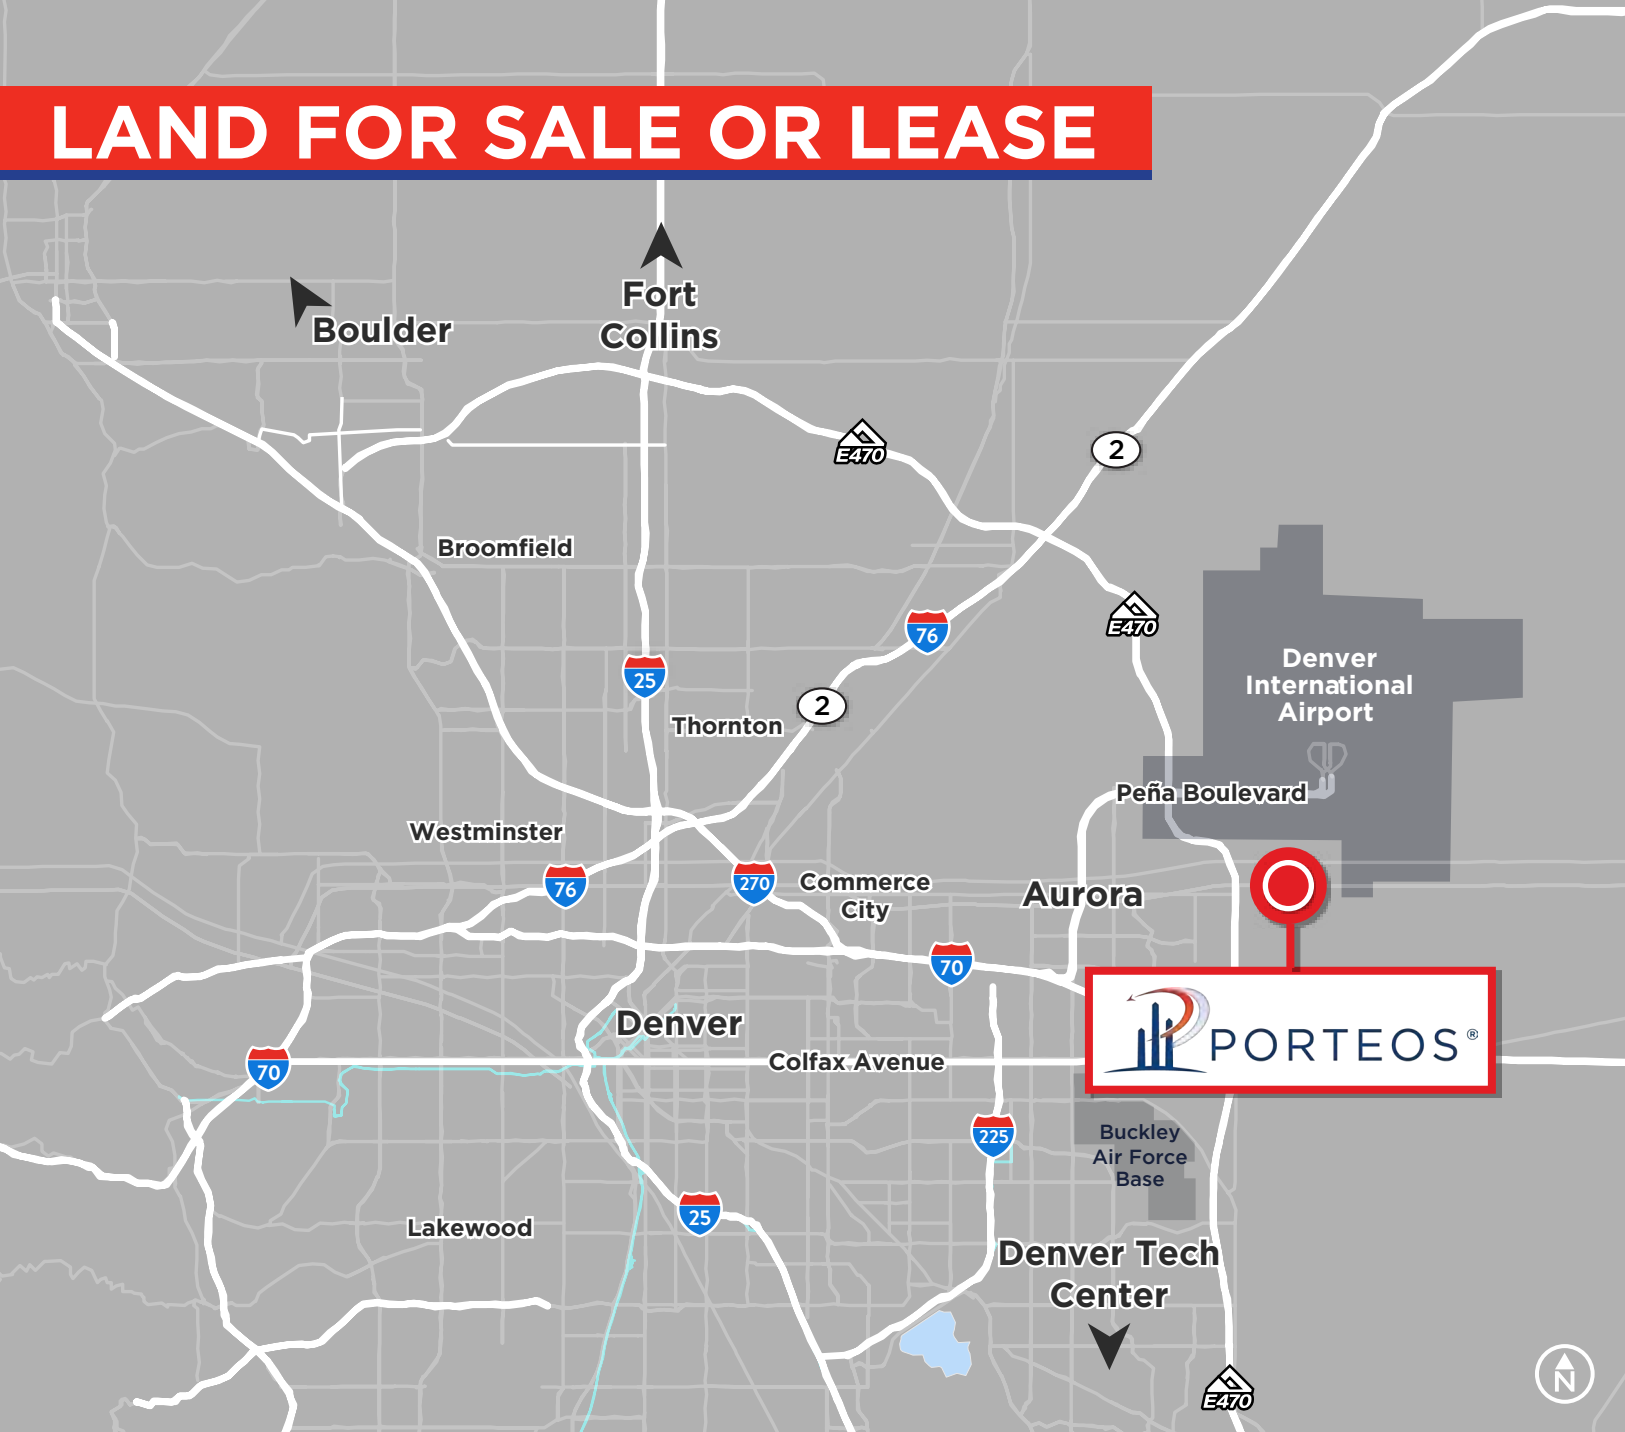 LAND FOR SALE OR LEASE
Fort
Collins
Boulder
E470
2
Broomfield
E470
76
25
Denver
International
Airport
2
Thornton
Peña Boulevard
Westminster
76
270
Commerce
City
Aurora
70
Denver
PORTEOS®
Colfax Avenue
70
225
Buckley
Air Force
Base
25
Lakewood
Denver Tech
Center
E470
N